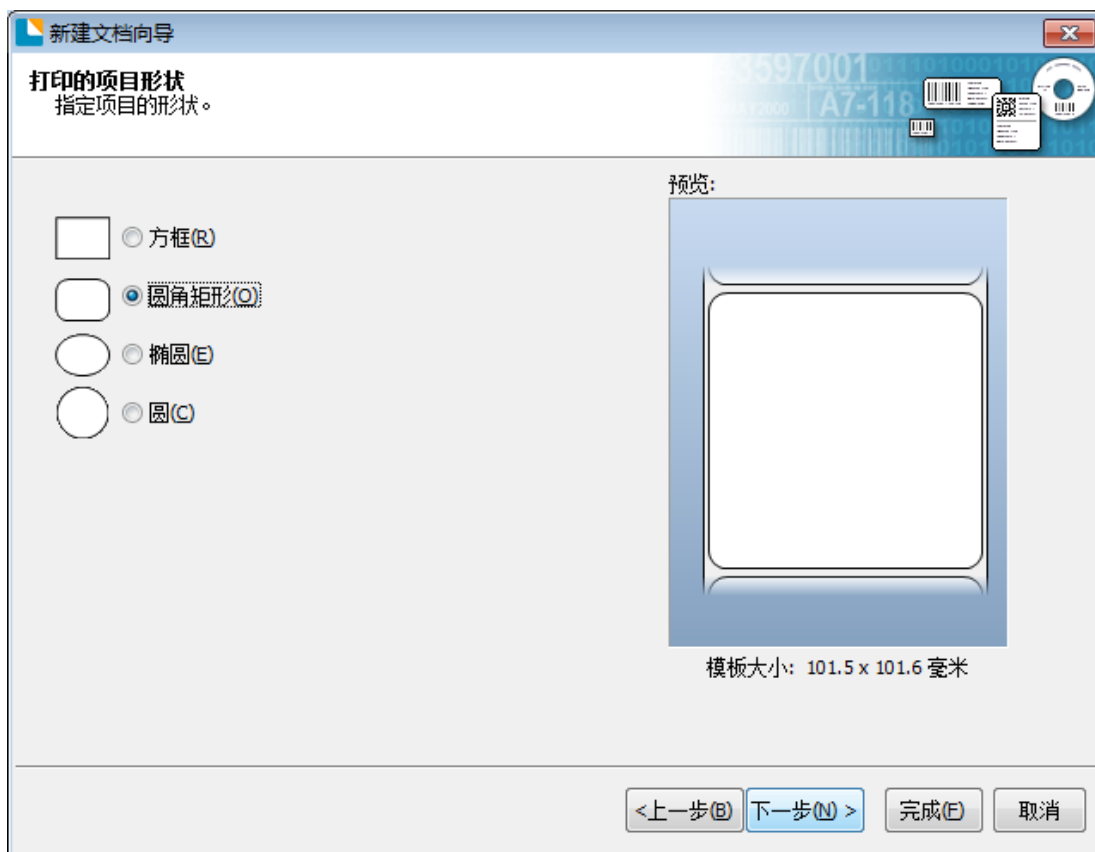 新建文档向导
打印的项目形状
指定项目的形状。
3597001
A7-118
预览:
方框(R)
圆角矩形(O)
椭圆(E)
圆(C)
模板大小: 101.5 x 101.6 毫米
<上一步(B)
下一步(N) >
完成(F)
取消